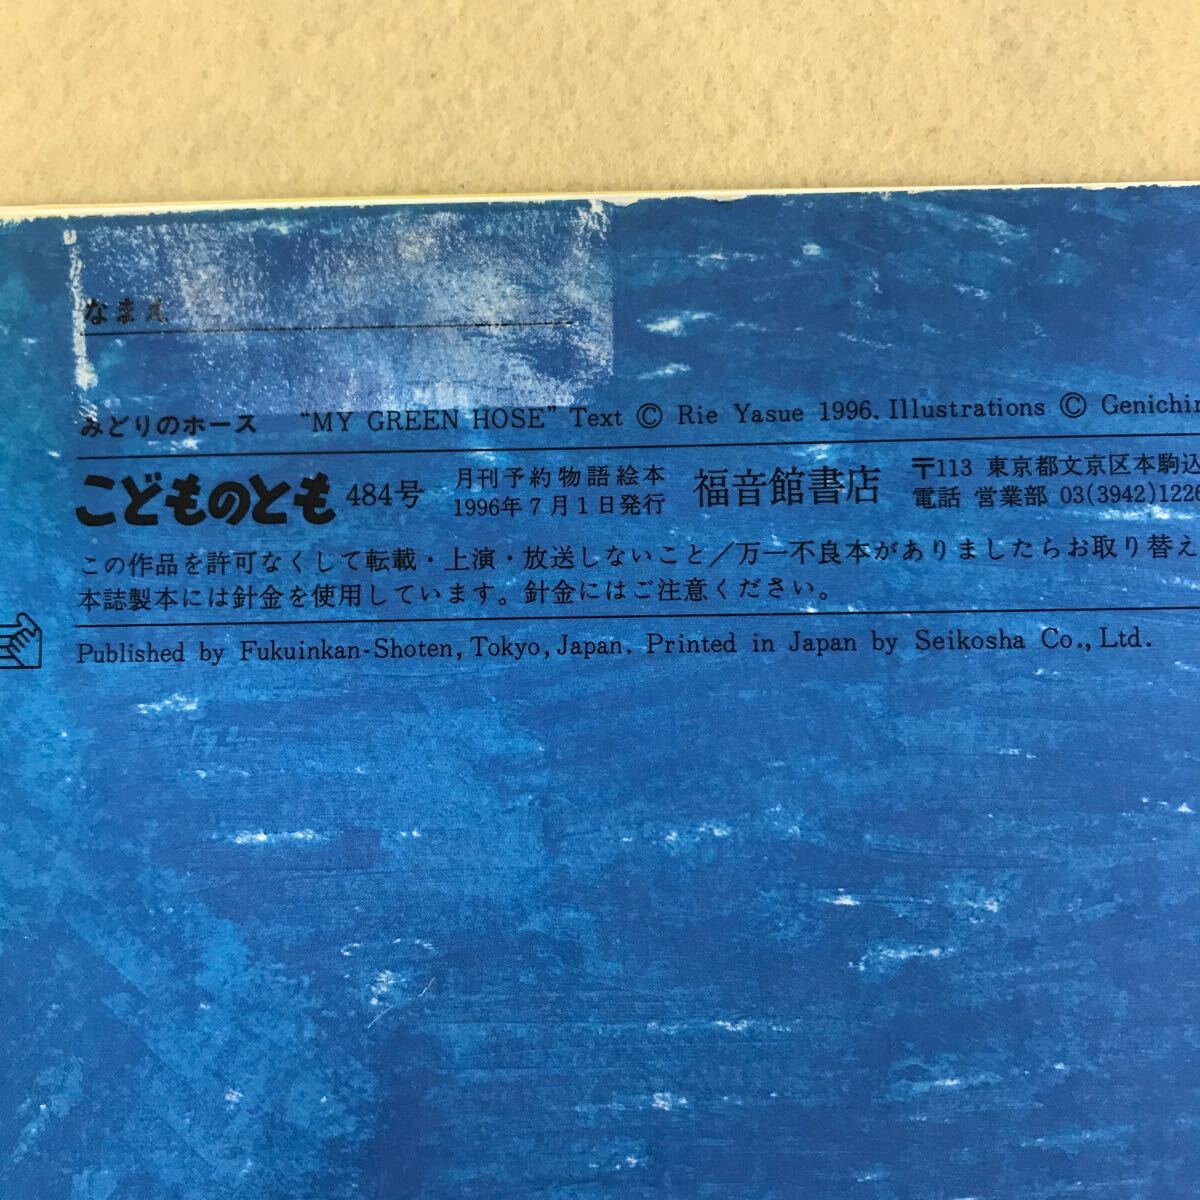 なまえ
みどりのホース “MY GREEN HOSE” Text © Rie Yasue 1996. Illustrations © Genichir
こどものとも 484号 月刊予約物語絵本 福音館書店 〒113 東京都文京区本駒込
1996年7月1日発行 電話 営業部 03(3942)1226
この作品を許可なくして転載・上演・放送しないこと／万一不良本がありましたらお取り替え
本誌製本には針金を使用しています。針金にはご注意ください。
Published by Fukuinkan-Shoten, Tokyo, Japan. Printed in Japan by Seikosha Co., Ltd.